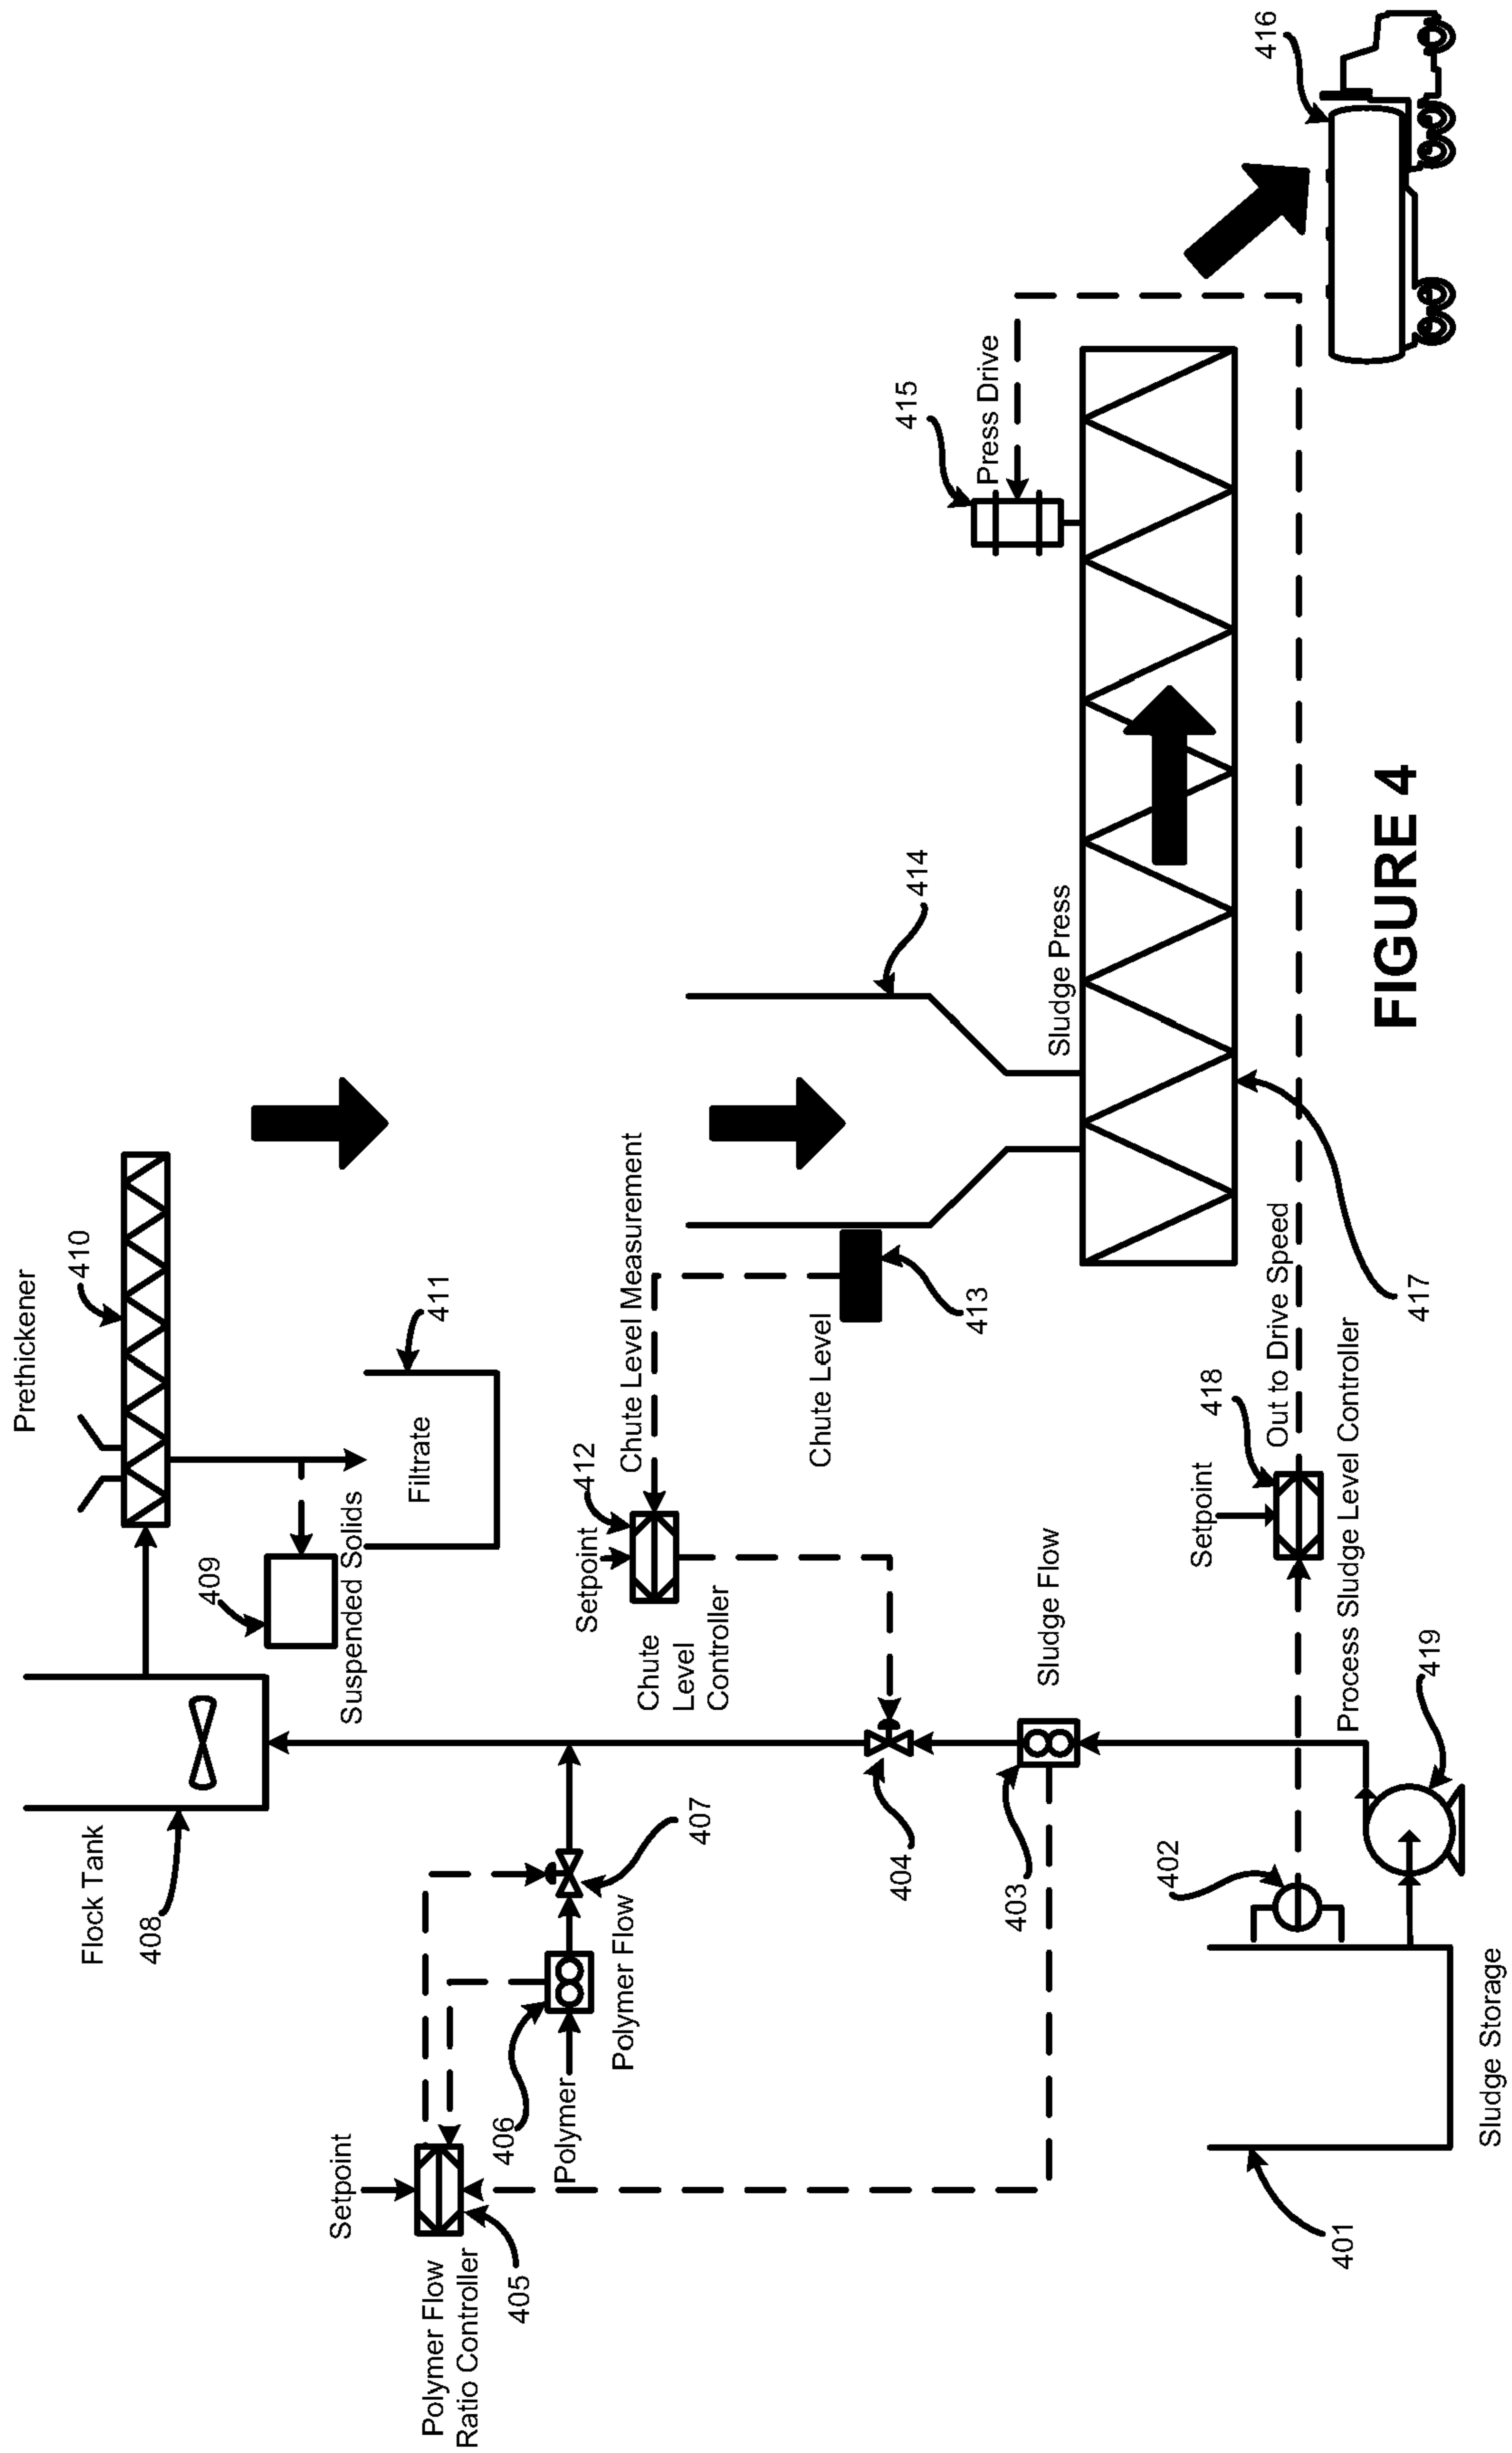 Prethickener
410
Flock Tank
408
409
Suspended Solids
411
Filtrate
Setpoint
Polymer Flow
Ratio Controller
405
406
Polymer
Polymer Flow
407
412
Setpoint
Chute
Level
Controller
Chute Level Measurement
Chute Level
413
414
404
Sludge Flow
403
Sludge Press
415
Press Drive
416
417
Out to Drive Speed
418
Setpoint
Process Sludge Level Controller
402
419
401
Sludge Storage
FIGURE 4